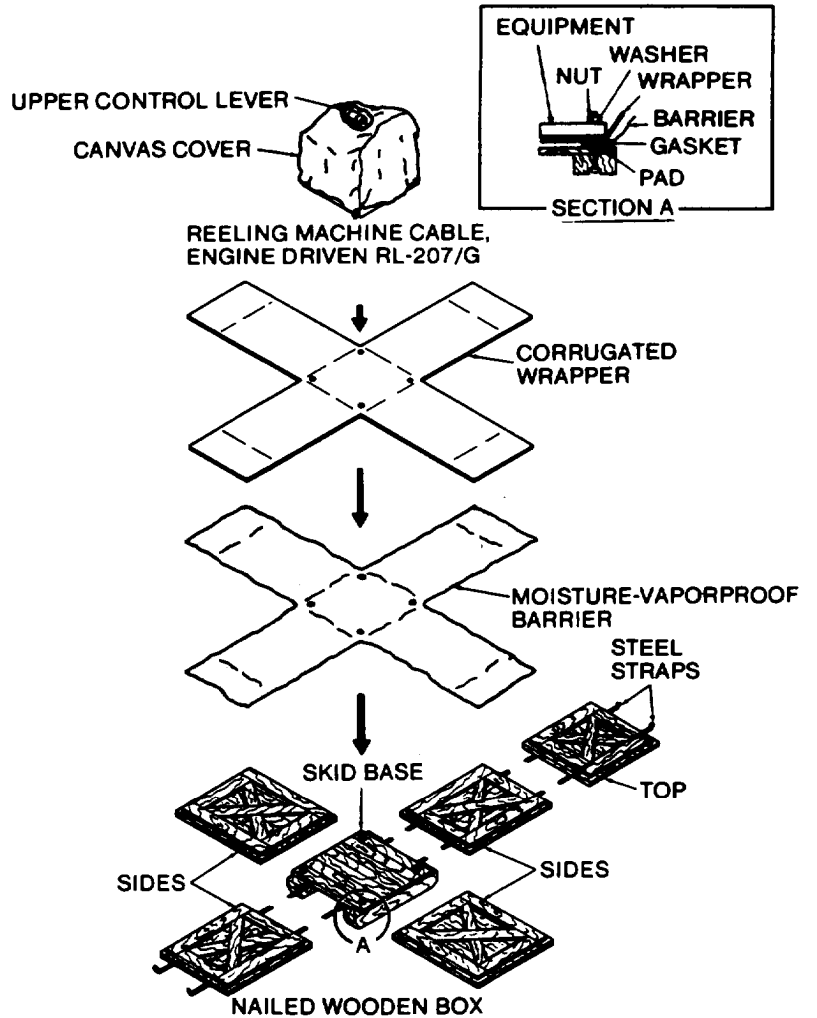 EQUIPMENT
WASHER
NUT
WRAPPER
BARRIER
GASKET
PAD
SECTION A
UPPER CONTROL LEVER
CANVAS COVER
REELING MACHINE CABLE,
ENGINE DRIVEN RL-207/G
CORRUGATED
WRAPPER
MOISTURE-VAPORPROOF
BARRIER
STEEL
STRAPS
SKID BASE
TOP
SIDES
SIDES
A
NAILED WOODEN BOX